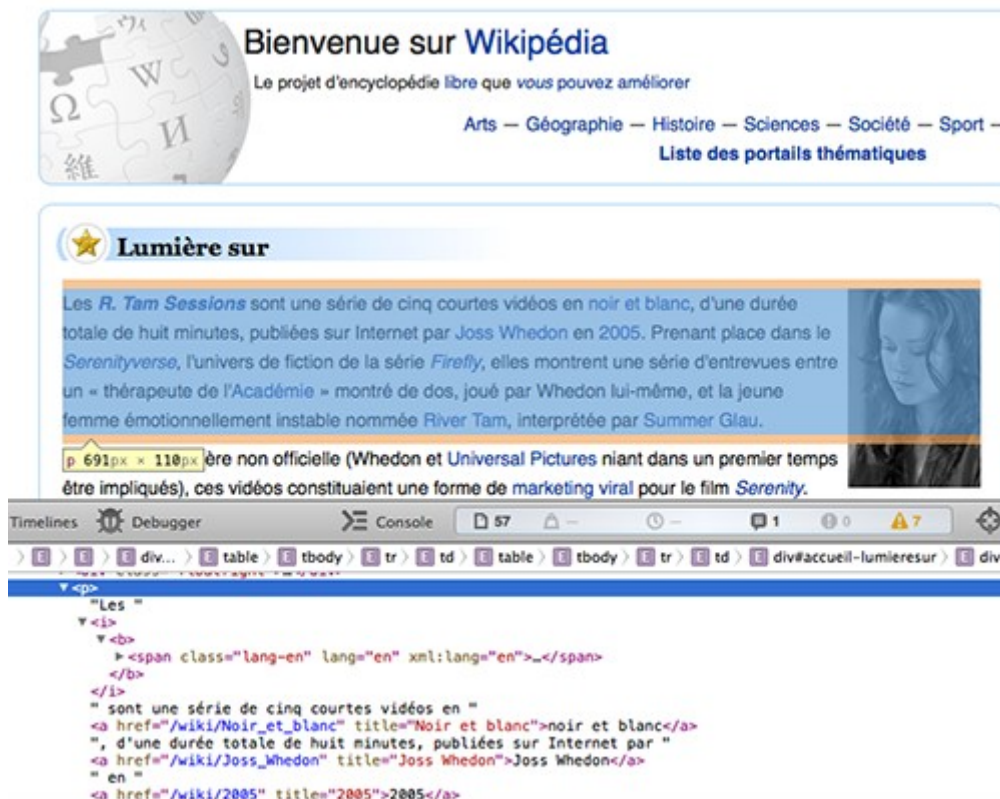 Bienvenue sur Wikipédia
Le projet d'encyclopédie libre que vous pouvez améliorer
Arts — Géographie — Histoire — Sciences — Société — Sport —
Liste des portails thématiques
Ω W И 維
Lumière sur
Les R. Tam Sessions sont une série de cinq courtes vidéos en noir et blanc, d'une durée
totale de huit minutes, publiées sur Internet par Joss Whedon en 2005. Prenant place dans le
Serenityverse, l'univers de fiction de la série Firefly, elles montrent une série d'entrevues entre
un « thérapeute de l'Académie » montré de dos, joué par Whedon lui-même, et la jeune
femme émotionnellement instable nommée River Tam, interprétée par Summer Glau.
p 691px × 110px ère non officielle (Whedon et Universal Pictures niant dans un premier temps
être impliqués), ces vidéos constituaient une forme de marketing viral pour le film Serenity.
Timelines Debugger Console 57 — — 1 0 7
E E E div... E table E tbody E tr E td E table E tbody E tr E td E div#accueil-lumieresur E div
▼<p>
"Les "
▼<i>
▼<b>
▶<span class="lang-en" lang="en" xml:lang="en">…</span>
</b>
</i>
" sont une série de cinq courtes vidéos en "
<a href="/wiki/Noir_et_blanc" title="Noir et blanc">noir et blanc</a>
", d'une durée totale de huit minutes, publiées sur Internet par "
<a href="/wiki/Joss_Whedon" title="Joss Whedon">Joss Whedon</a>
" en "
<a href="/wiki/2005" title="2005">2005</a>